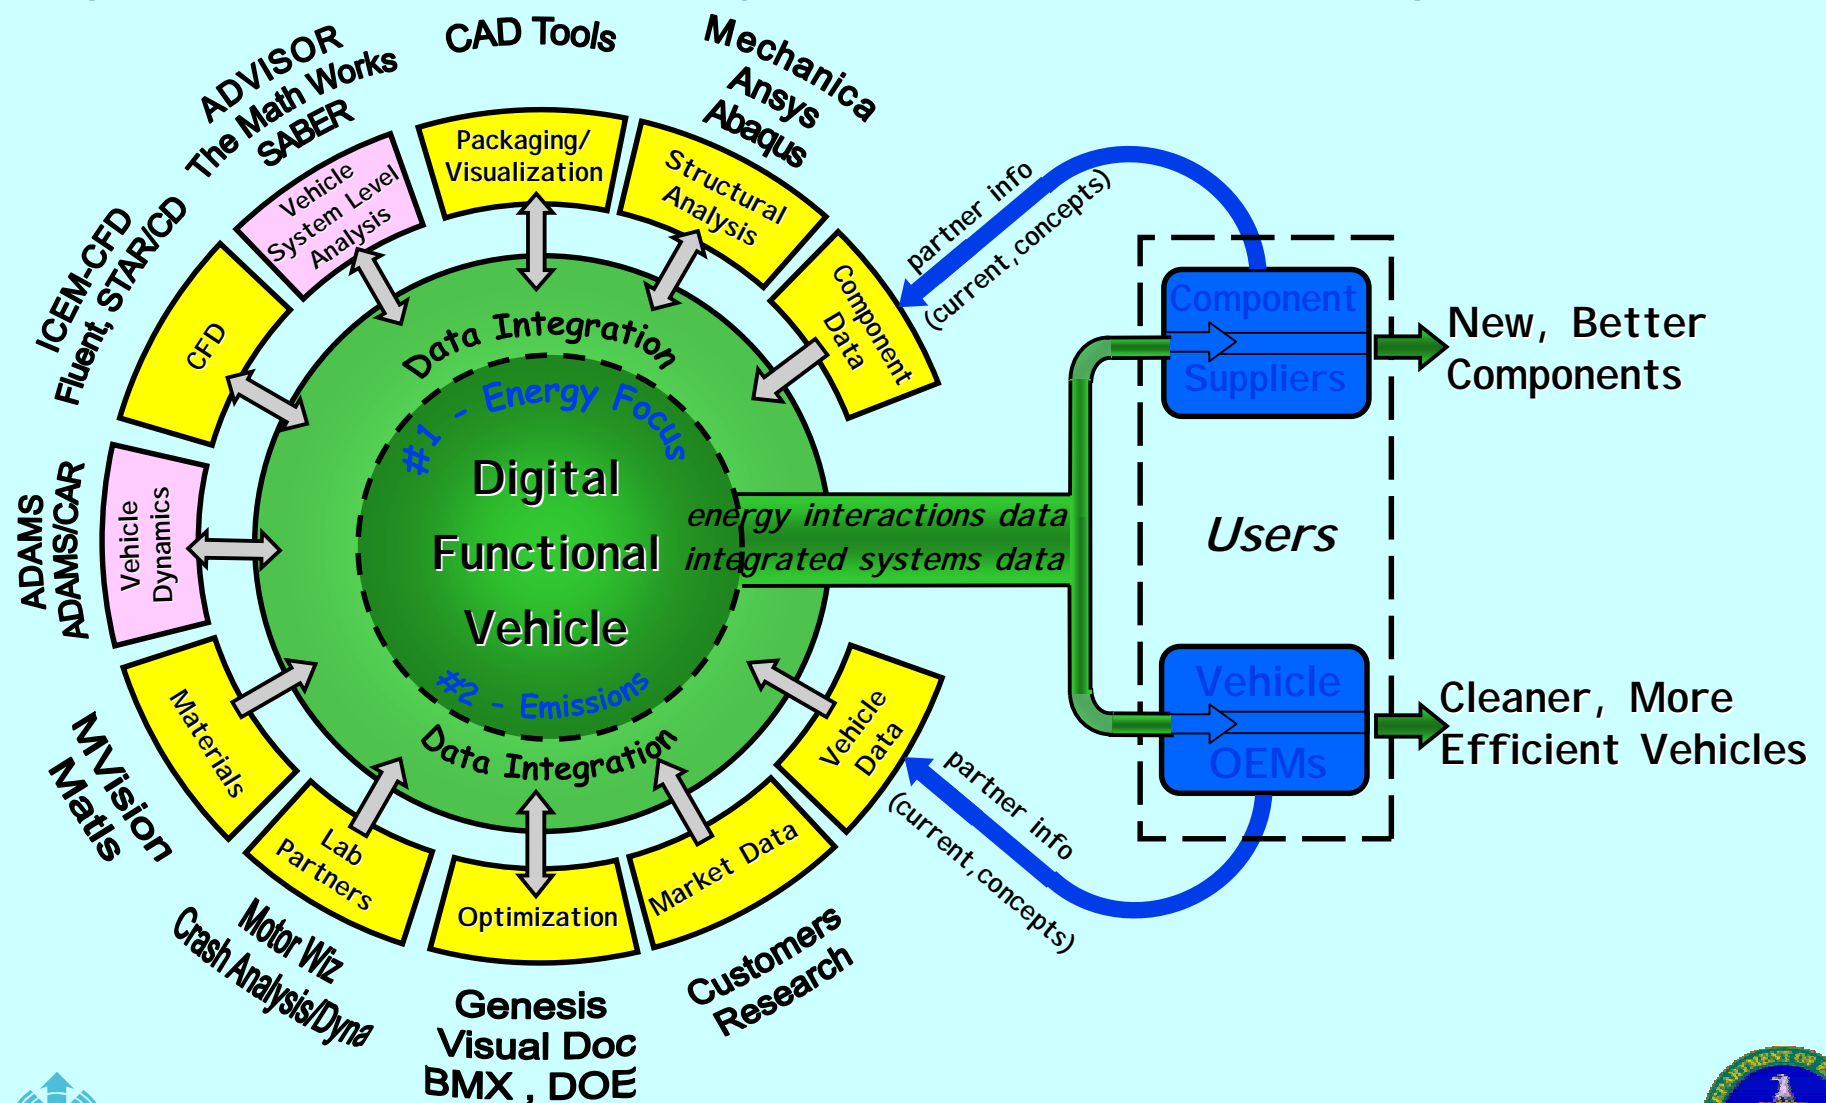 CAD Tools
Mechanica
Ansys
Abaqus
ADVISOR
The Math Works
SABER
ICEM-CFD
Fluent, STAR/CD
ADAMS
ADAMS/CAR
MVision
Matls
Motor Wiz
Crash Analysis/Dyna
Genesis
Visual Doc
BMX , DOE
Customers
Research
Packaging/
Visualization
Structural
Analysis
Component
Data
Vehicle
System Level
Analysis
CFD
Vehicle
Dynamics
Materials
Lab
Partners
Optimization
Market Data
Vehicle
Data
Data Integration
#1 - Energy Focus
Digital
Functional
Vehicle
#2 - Emissions
Data Integration
energy interactions data
integrated systems data
partner info
(current,concepts)
partner info
(current,concepts)
Component
Suppliers
Users
Vehicle
OEMs
New, Better
Components
Cleaner, More
Efficient Vehicles